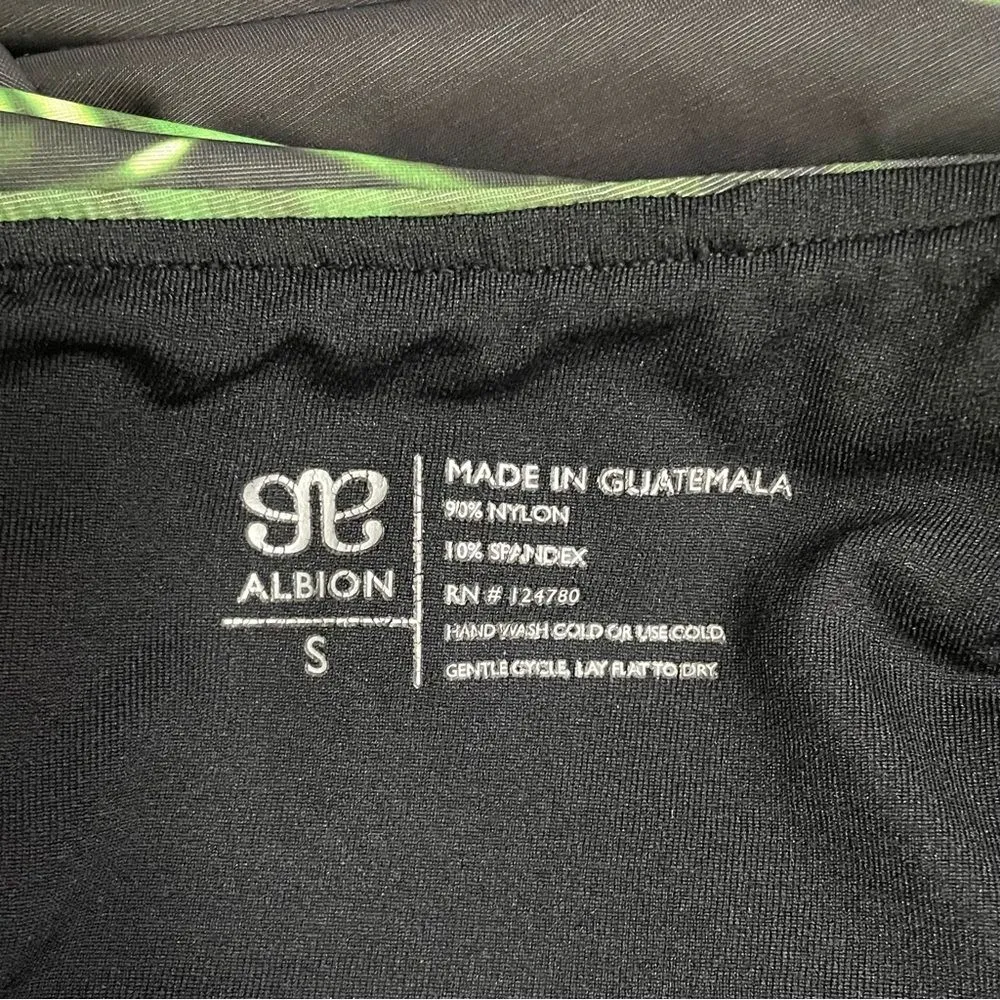 ALBION
S
MADE IN GUATEMALA
90% NYLON
10% SPANDEX
RN # 124780
HAND WASH COLD OR USE COLD,
GENTLE CYCLE, LAY FLAT TO DRY.